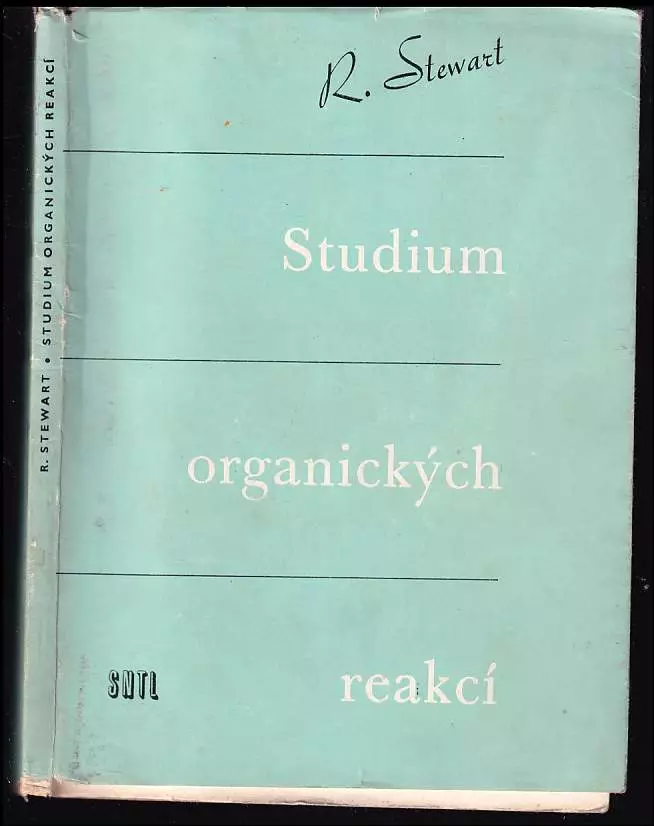 R. Stewart
Studium
organických
reakcí
SNTL
R. STEWART • STUDIUM ORGANICKÝCH REAKCÍ